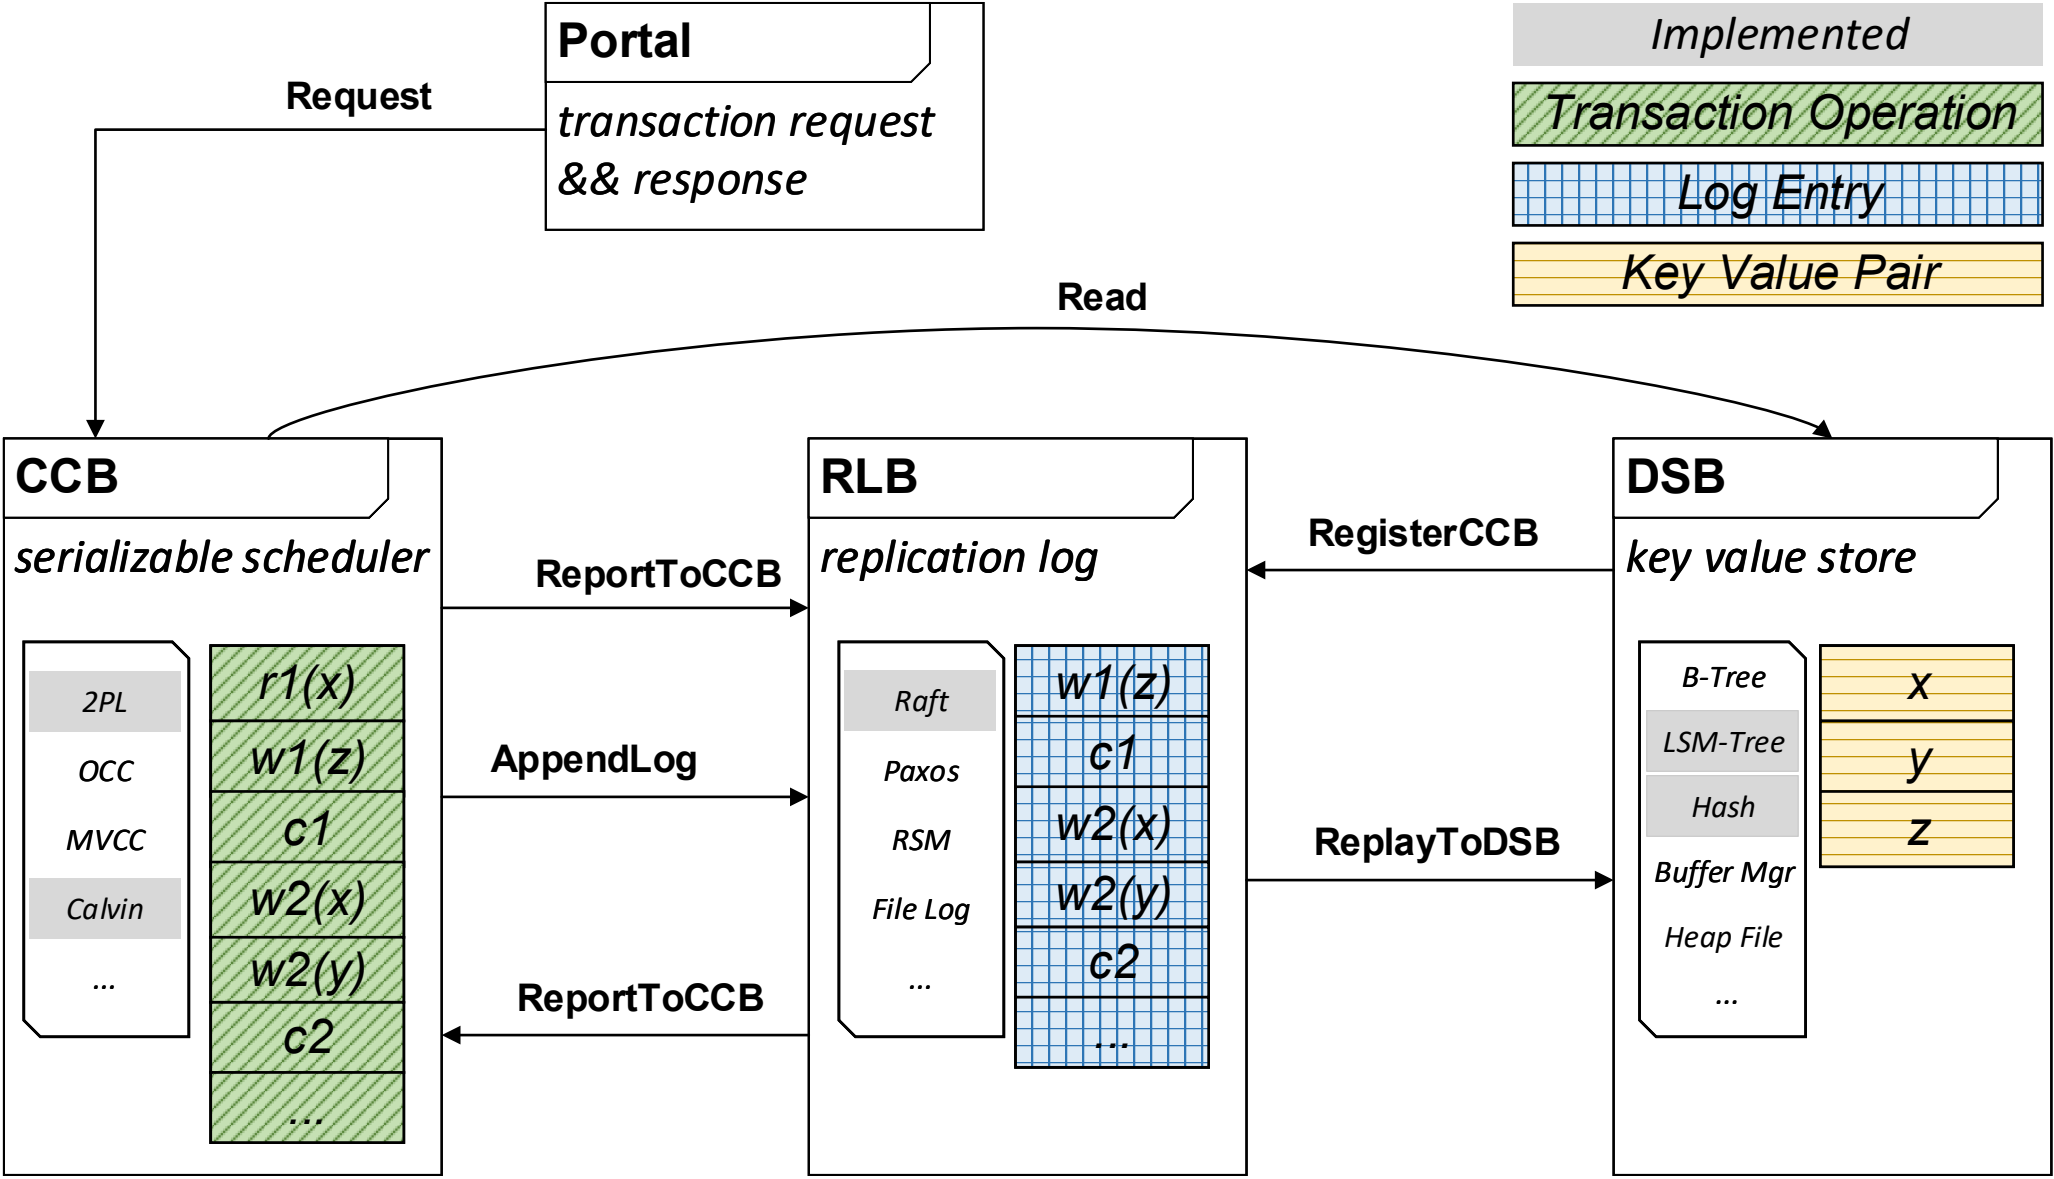 Portal
transaction request
&& response
Request
Implemented
Transaction Operation
Log Entry
Key Value Pair
Read
CCB
serializable scheduler
2PL
OCC
MVCC
Calvin
...
r1(x)
w1(z)
c1
w2(x)
w2(y)
c2
...
ReportToCCB
AppendLog
ReportToCCB
RLB
replication log
Raft
Paxos
RSM
File Log
...
w1(z)
c1
w2(x)
w2(y)
c2
...
RegisterCCB
ReplayToDSB
DSB
key value store
B-Tree
LSM-Tree
Hash
Buffer Mgr
Heap File
...
x
y
z